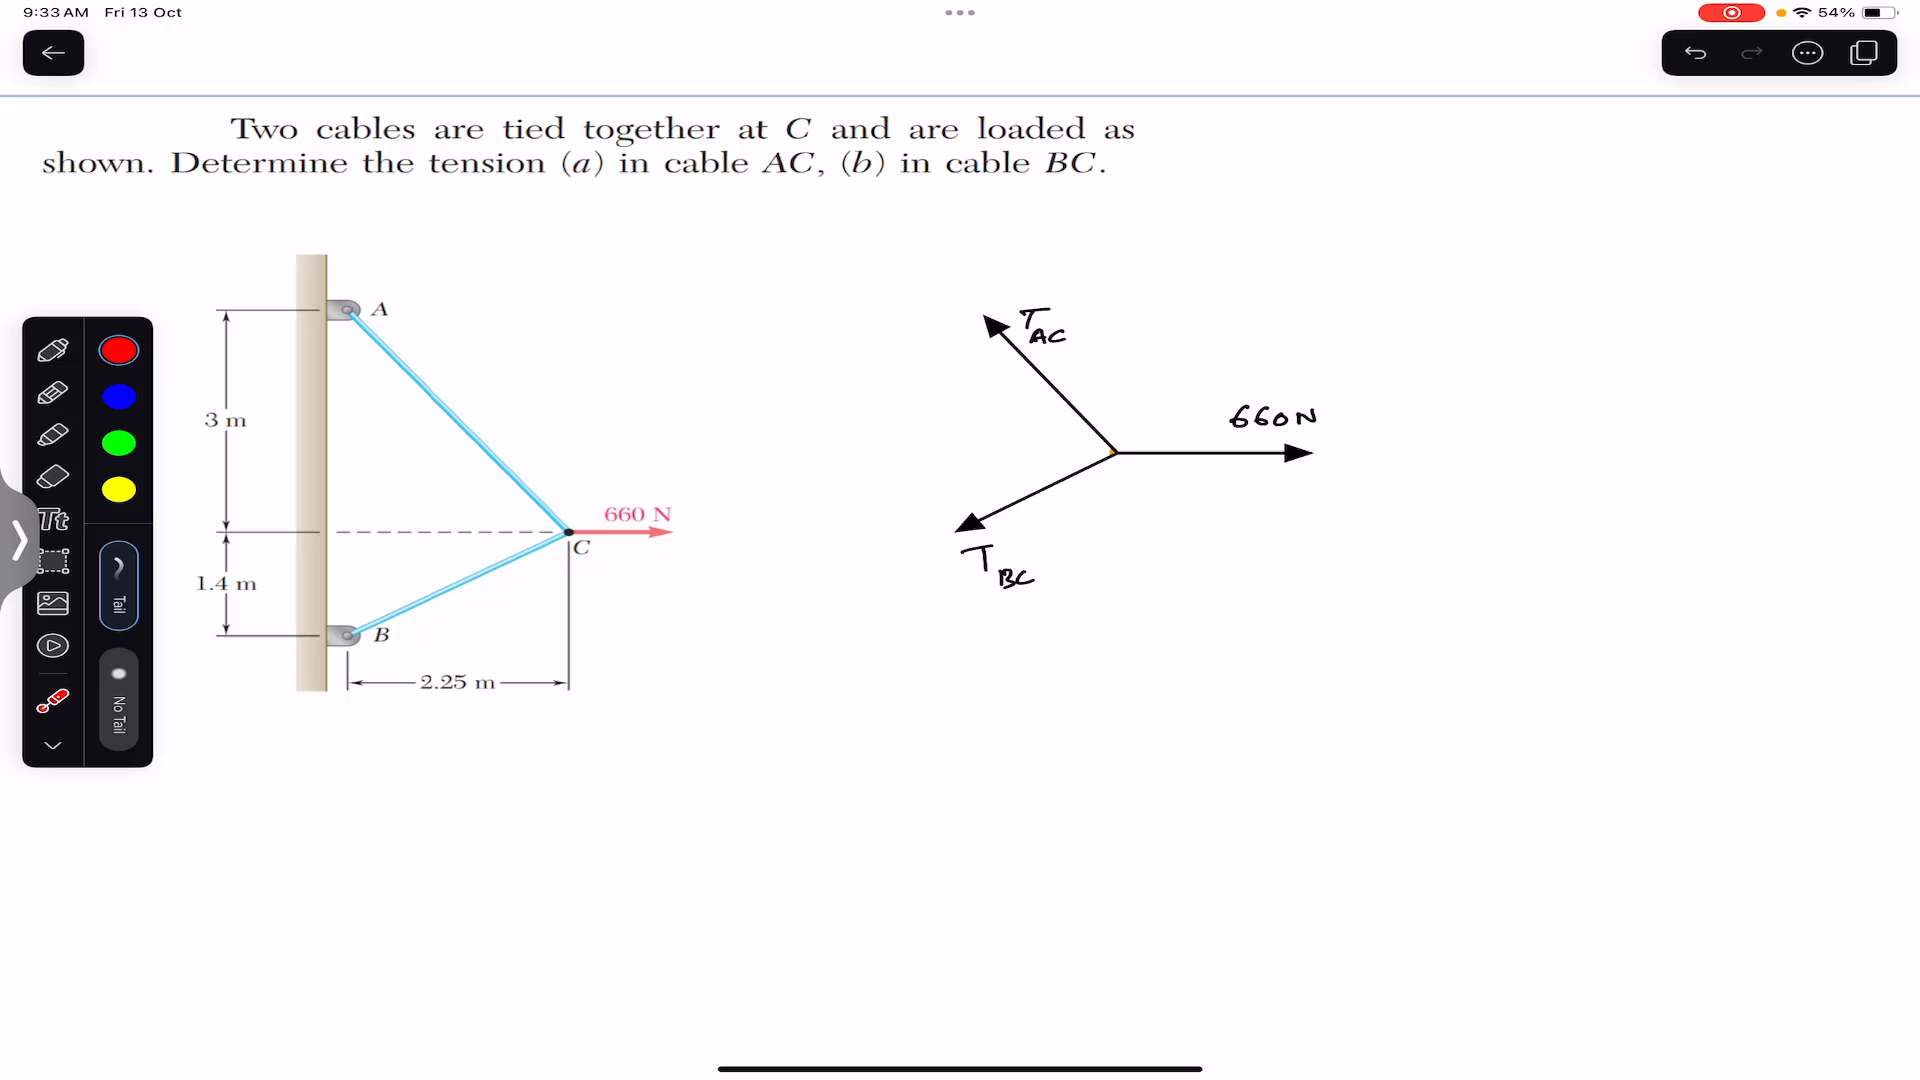 9:33 AM Fri 13 Oct
54%
Two cables are tied together at C and are loaded as
shown. Determine the tension (a) in cable AC, (b) in cable BC.
A
3 m
660 N
C
1.4 m
B
2.25 m
T AC
660N
T BC
Tt
Tail
No Tail